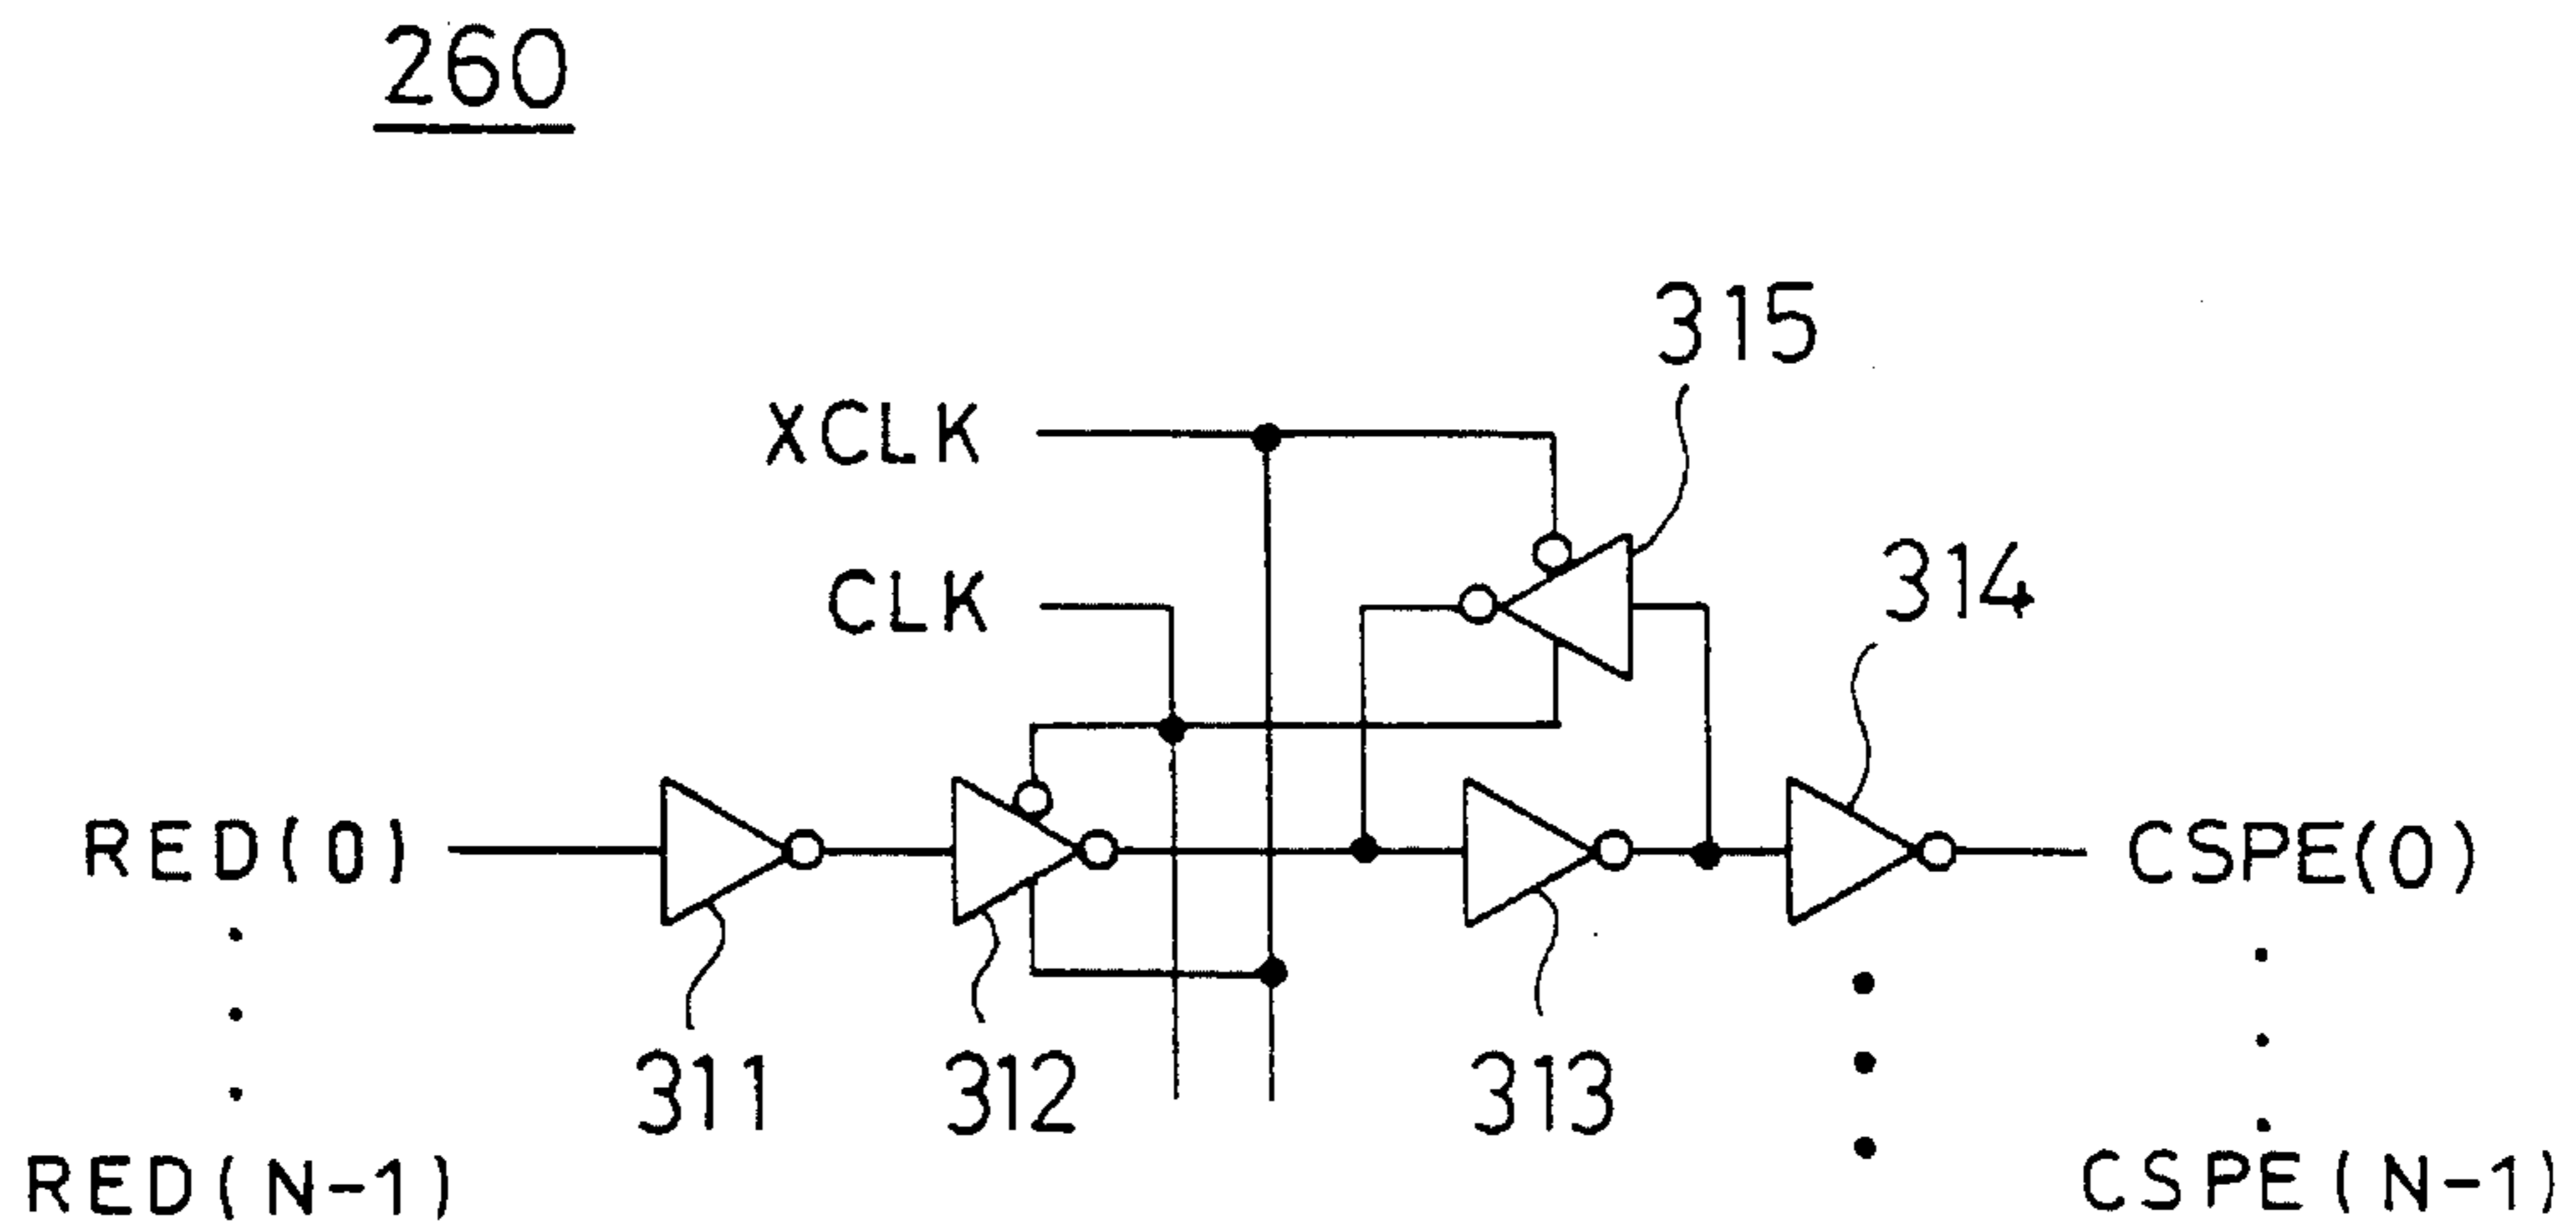 260
315
XCLK
314
CLK
RED(0)
CSPE(0)
311
312
313
RED(N-1)
CSPE(N-1)